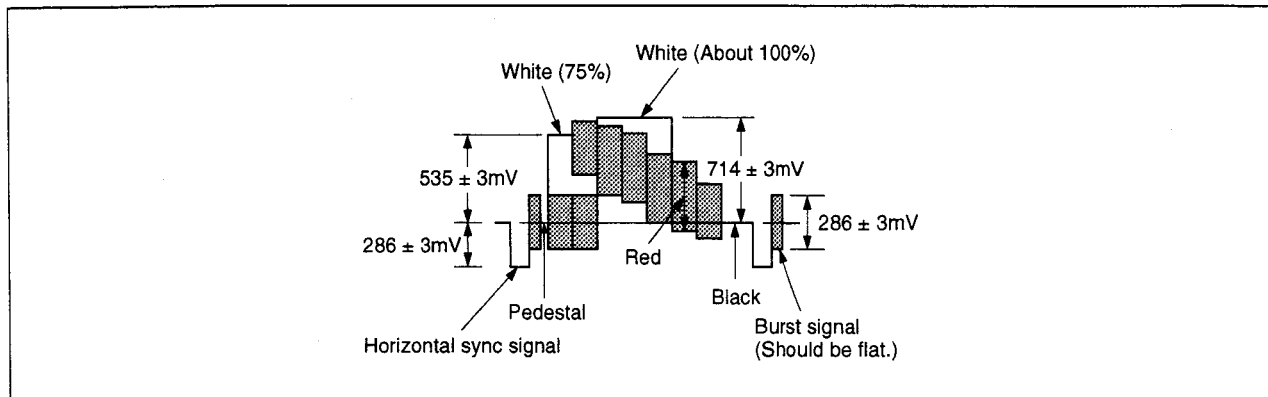 White (About 100%)
White (75%)
535 ± 3mV
714 ± 3mV
286 ± 3mV
286 ± 3mV
Red
Pedestal
Black
Horizontal sync signal
Burst signal
(Should be flat.)